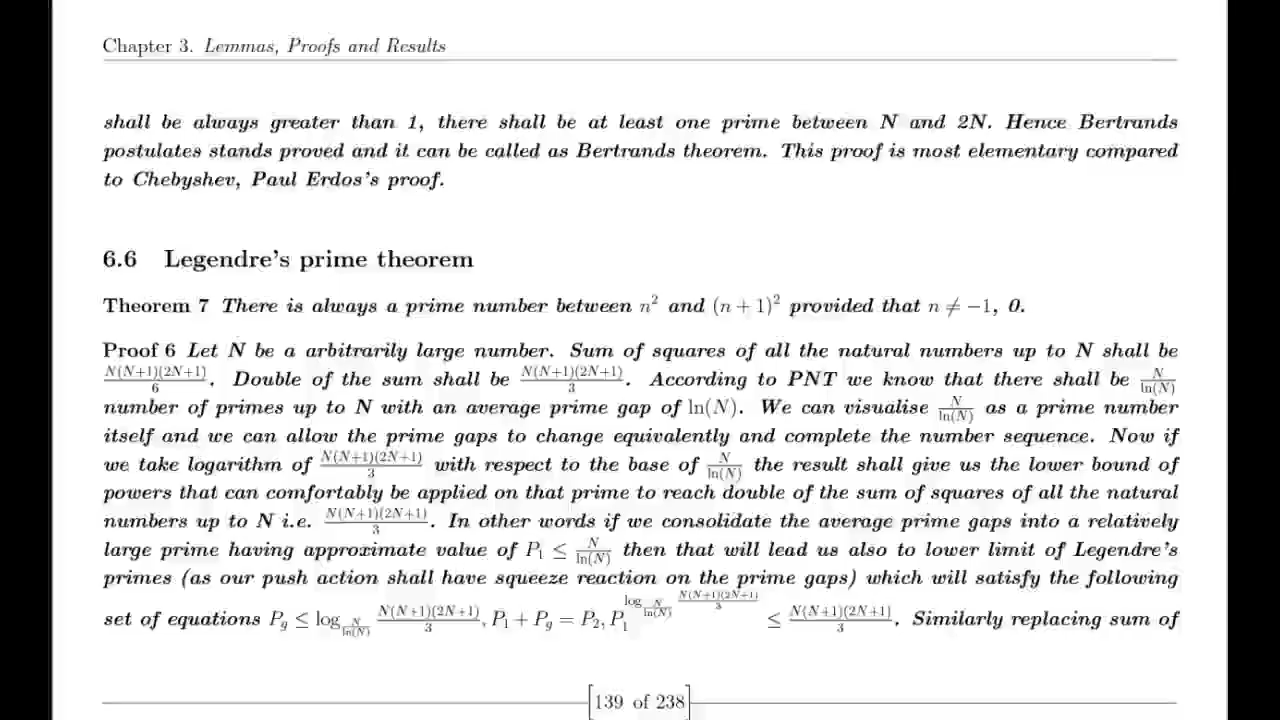 Chapter 3. Lemmas, Proofs and Results
shall be always greater than 1, there shall be at least one prime between N and 2N. Hence Bertrands
postulates stands proved and it can be called as Bertrands theorem. This proof is most elementary compared
to Chebyshev, Paul Erdos's proof.
6.6 Legendre's prime theorem
Theorem 7 There is always a prime number between n² and (n + 1)² provided that n ≠ −1, 0.
Proof 6 Let N be a arbitrarily large number. Sum of squares of all the natural numbers up to N shall be
N(N+1)(2N+1)/6. Double of the sum shall be N(N+1)(2N+1)/3. According to PNT we know that there shall be N/ln(N)
number of primes up to N with an average prime gap of ln(N). We can visualise N/ln(N) as a prime number
itself and we can allow the prime gaps to change equivalently and complete the number sequence. Now if
we take logarithm of N(N+1)(2N+1)/3 with respect to the base of N/ln(N) the result shall give us the lower bound of
powers that can comfortably be applied on that prime to reach double of the sum of squares of all the natural
numbers up to N i.e. N(N+1)(2N+1)/3. In other words if we consolidate the average prime gaps into a relatively
large prime having approximate value of P₁ ≤ N/ln(N) then that will lead us also to lower limit of Legendre's
primes (as our push action shall have squeeze reaction on the prime gaps) which will satisfy the following
set of equations P_g ≤ log_{N/ln(N)} N(N+1)(2N+1)/3, P₁ + P_g = P₂, P₁^{log_{N/ln(N)} N(N+1)(2N+1)/3} ≤ N(N+1)(2N+1)/3. Similarly replacing sum of
139 of 238